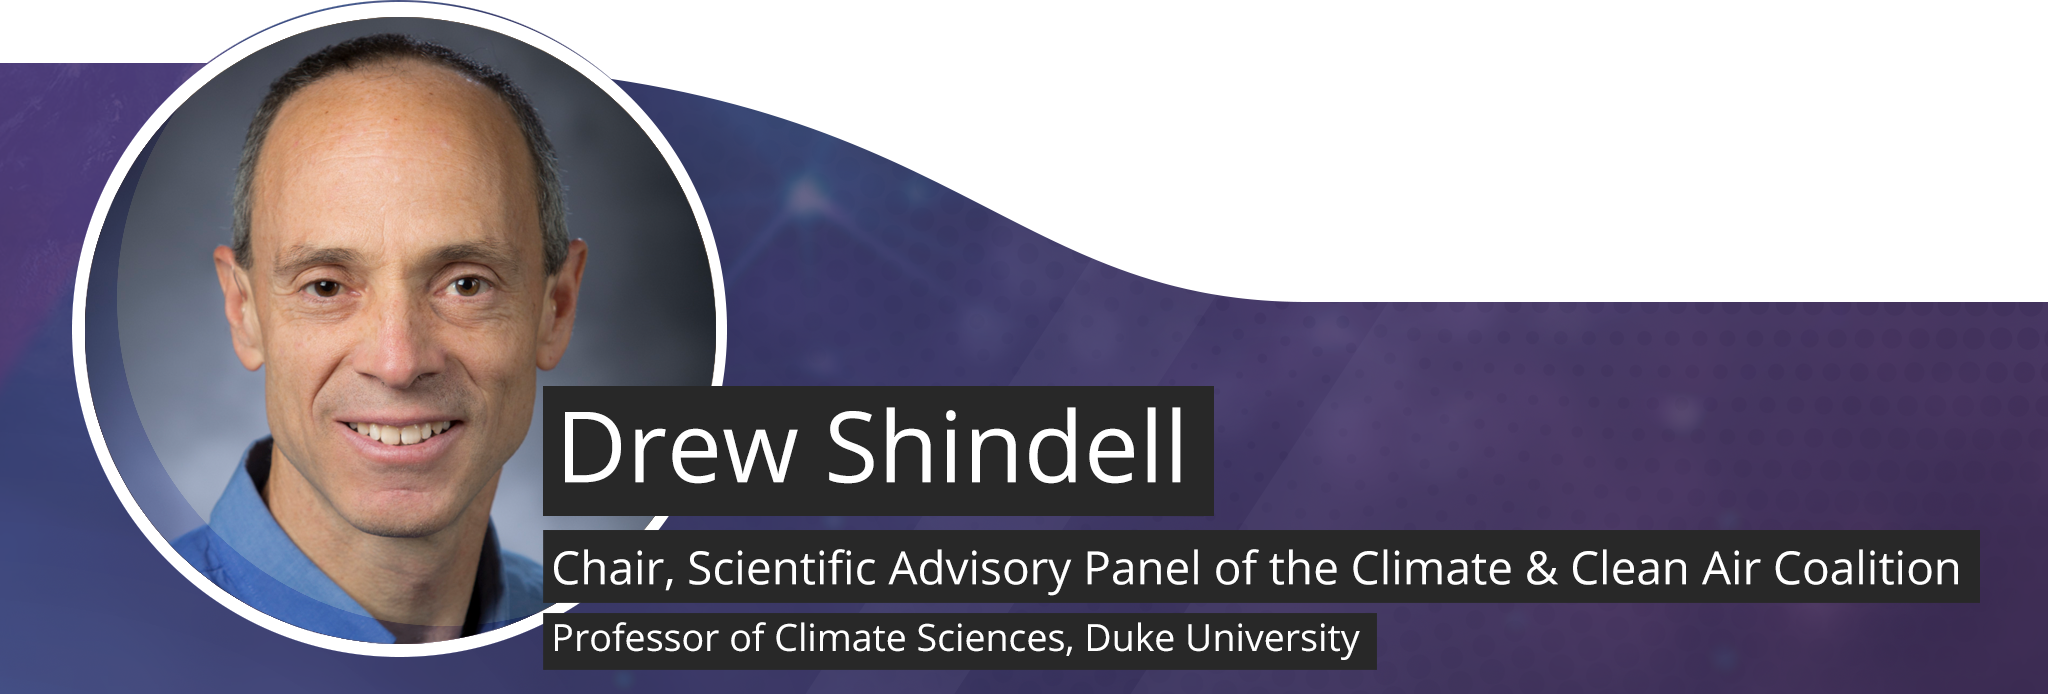 Drew Shindell
Chair, Scientific Advisory Panel of the Climate & Clean Air Coalition
Professor of Climate Sciences, Duke University